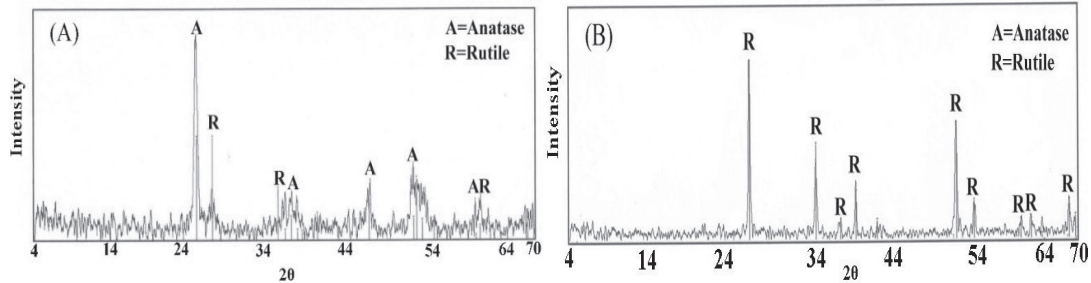 (A)
A=Anatase
R=Rutile
A
R
R
A
A
A
AR
Intensity
4 14 24 34 44 54 64 70
2θ
(B)
A=Anatase
R=Rutile
R
R
R
R
R
R
R R
R
Intensity
4 14 24 34 44 54 64 70
2θ